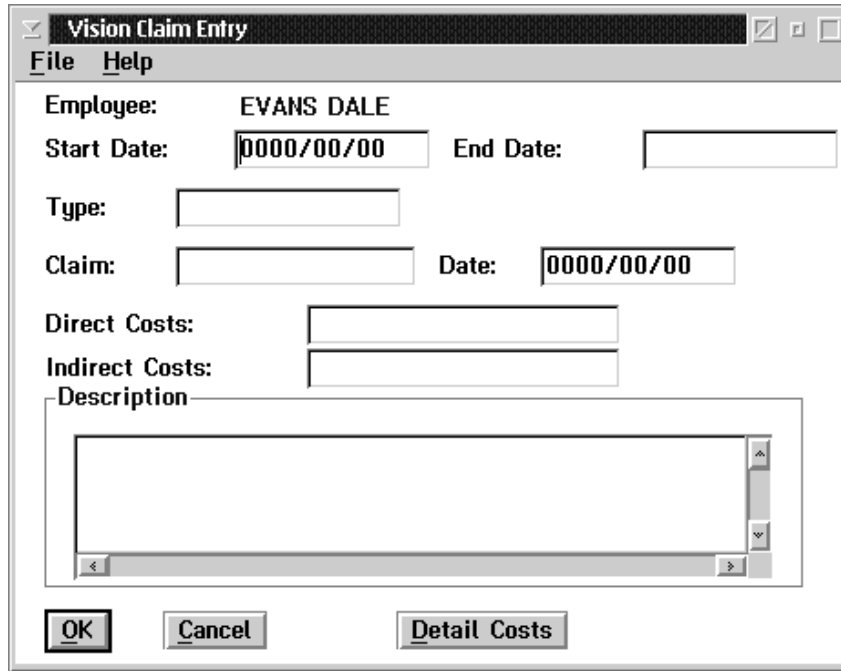 Vision Claim Entry
File Help
Employee: EVANS DALE
Start Date: 0000/00/00 End Date:
Type:
Claim: Date: 0000/00/00
Direct Costs:
Indirect Costs:
Description
OK Cancel Detail Costs